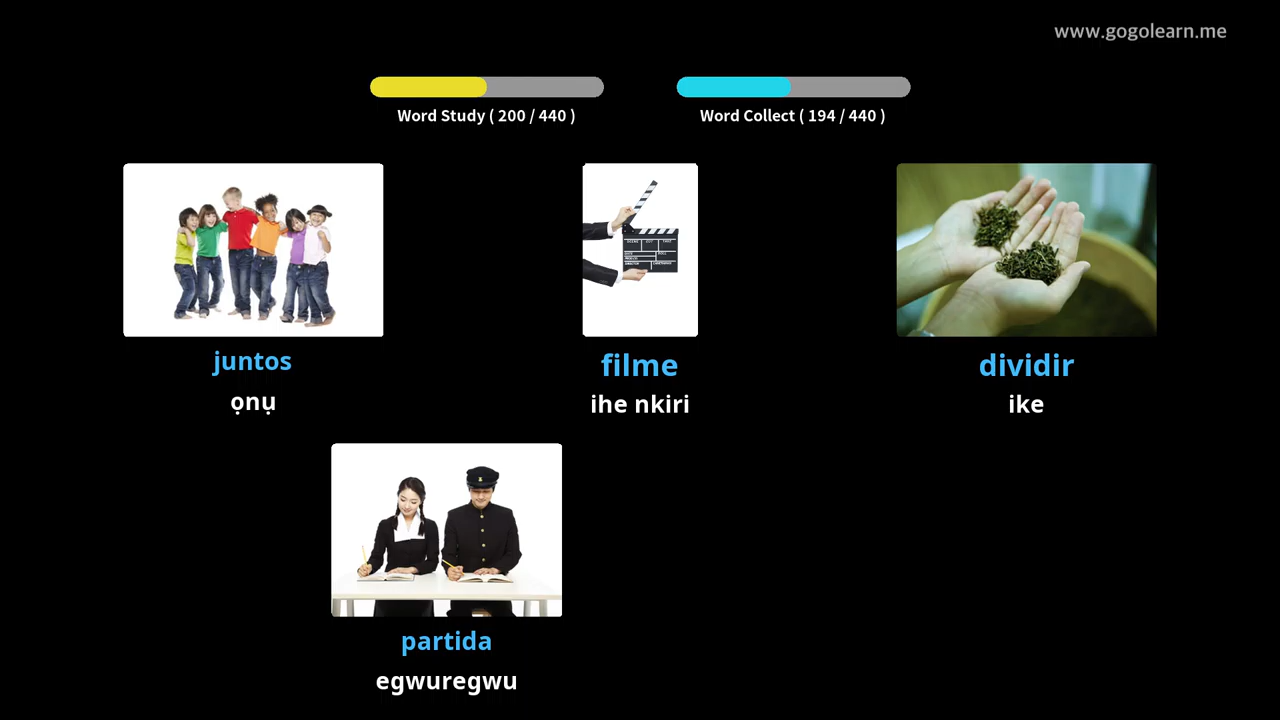 www.gogolearn.me
Word Study ( 200 / 440 )
Word Collect ( 194 / 440 )
juntos
ọnụ
filme
ihe nkiri
dividir
ike
partida
egwuregwu